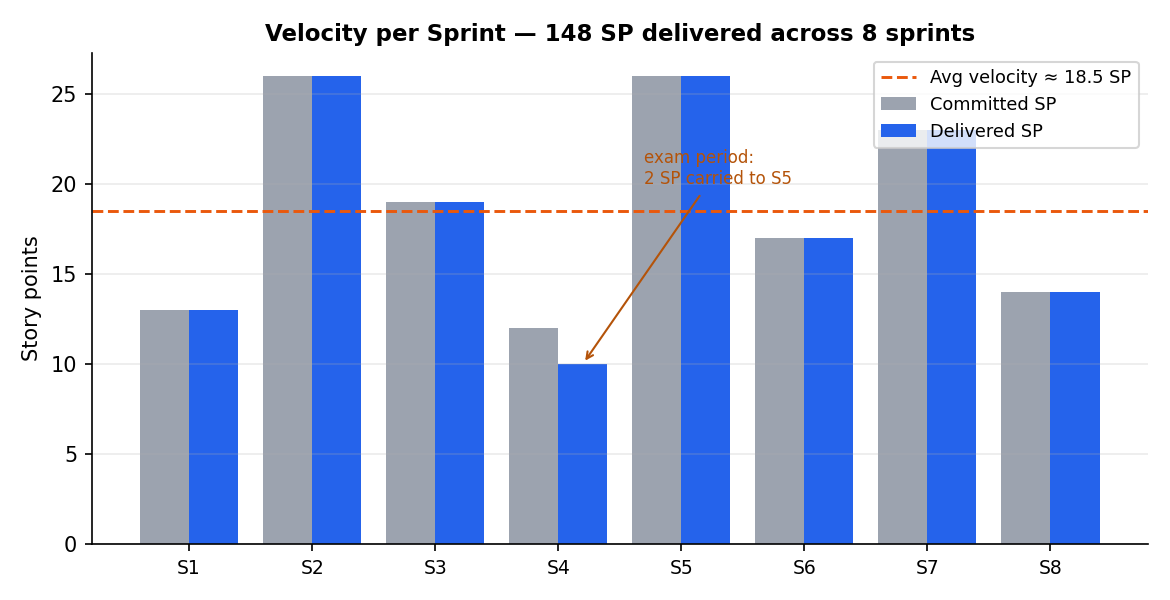 Velocity per Sprint — 148 SP delivered across 8 sprints
Avg velocity ≈ 18.5 SP
Committed SP
Delivered SP
exam period:
2 SP carried to S5
Story points
25
20
15
10
5
0
S1 S2 S3 S4 S5 S6 S7 S8